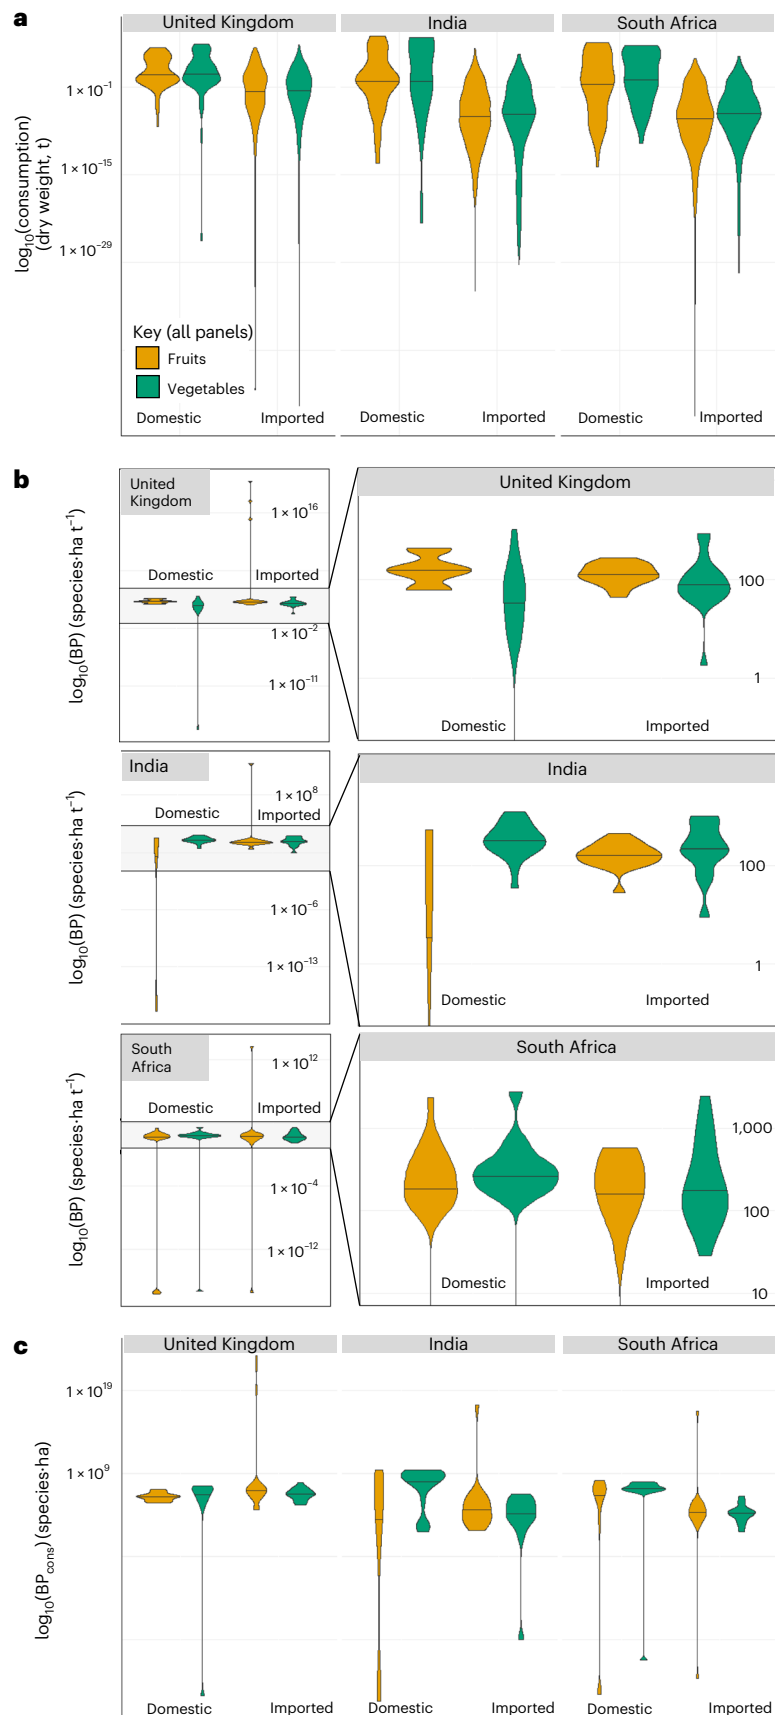 a
United Kingdom
India
South Africa
log₁₀(consumption)
(dry weight, t)
1 × 10⁻¹
1 × 10⁻¹⁵
1 × 10⁻²⁹
Key (all panels)
Fruits
Vegetables
Domestic
Imported
Domestic
Imported
Domestic
Imported
b
United
Kingdom
log₁₀(BP) (species·ha t⁻¹)
1 × 10¹⁶
Domestic
Imported
1 × 10⁻²
1 × 10⁻¹¹
United Kingdom
100
1
Domestic
Imported
India
log₁₀(BP) (species·ha t⁻¹)
1 × 10⁸
Domestic
Imported
1 × 10⁻⁶
1 × 10⁻¹³
India
100
1
Domestic
Imported
South
Africa
log₁₀(BP) (species·ha t⁻¹)
1 × 10¹²
Domestic
Imported
1 × 10⁻⁴
1 × 10⁻¹²
South Africa
1,000
100
10
Domestic
Imported
c
United Kingdom
India
South Africa
log₁₀(BP_cons) (species·ha)
1 × 10¹⁹
1 × 10⁹
Domestic
Imported
Domestic
Imported
Domestic
Imported